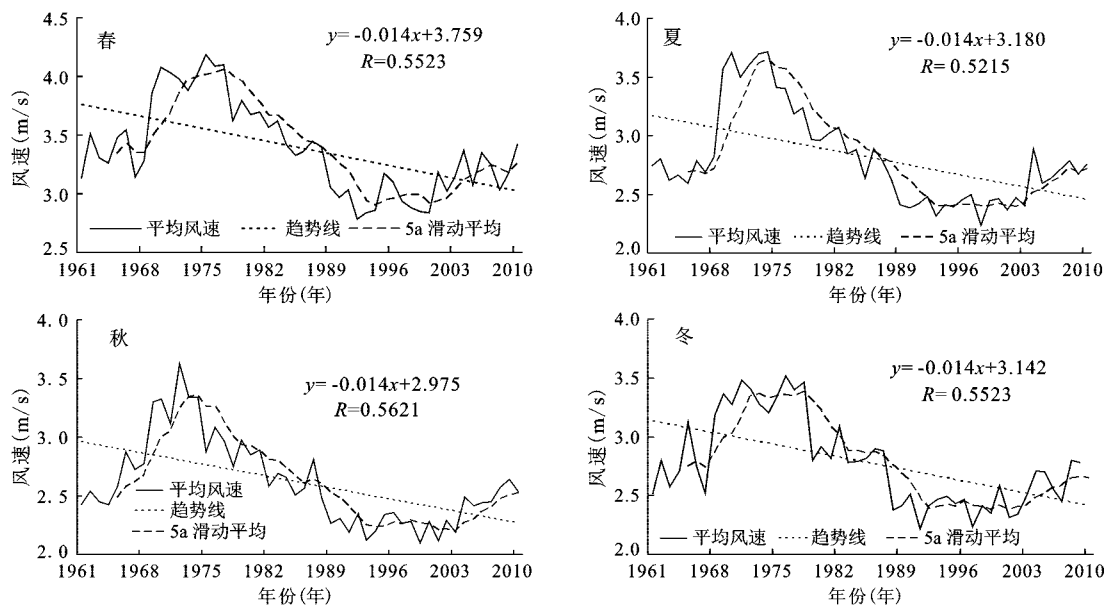 4.5
春
y= -0.014x+3.759
R=0.5523
4.0
3.5
3.0
2.5
风速(m/s)
平均风速 趋势线 5a 滑动平均
1961 1968 1975 1982 1989 1996 2003 2010
年份(年)
4.0
夏
y= -0.014x+3.180
R= 0.5215
3.5
3.0
2.5
2.0
风速(m/s)
平均风速 趋势线 5a 滑动平均
1961 1968 1975 1982 1989 1996 2003 2010
年份(年)
4.0
秋
y= -0.014x+2.975
R=0.5621
3.5
3.0
2.5
2.0
风速(m/s)
平均风速
趋势线
5a 滑动平均
1961 1968 1975 1982 1989 1996 2003 2010
年份(年)
4.0
冬
y= -0.014x+3.142
R= 0.5523
3.5
3.0
2.5
2.0
风速(m/s)
平均风速 趋势线 5a 滑动平均
1961 1968 1975 1982 1989 1996 2003 2010
年份(年)